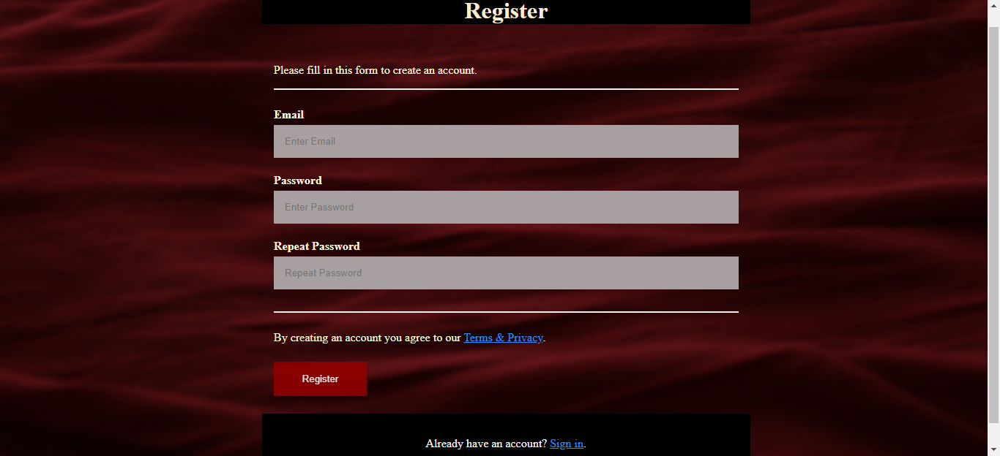 Register
Please fill in this form to create an account.
Email
Enter Email
Password
Enter Password
Repeat Password
Repeat Password
By creating an account you agree to our Terms & Privacy.
Register
Already have an account? Sign in.